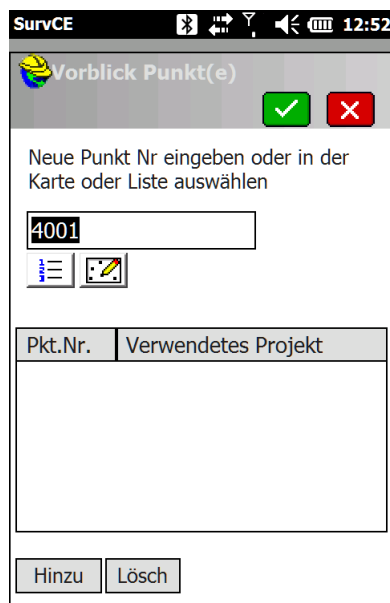 SurvCE 12:52
Vorblick Punkt(e)
Neue Punkt Nr eingeben oder in der
Karte oder Liste auswählen
4001
Pkt.Nr. Verwendetes Projekt
Hinzu Lösch